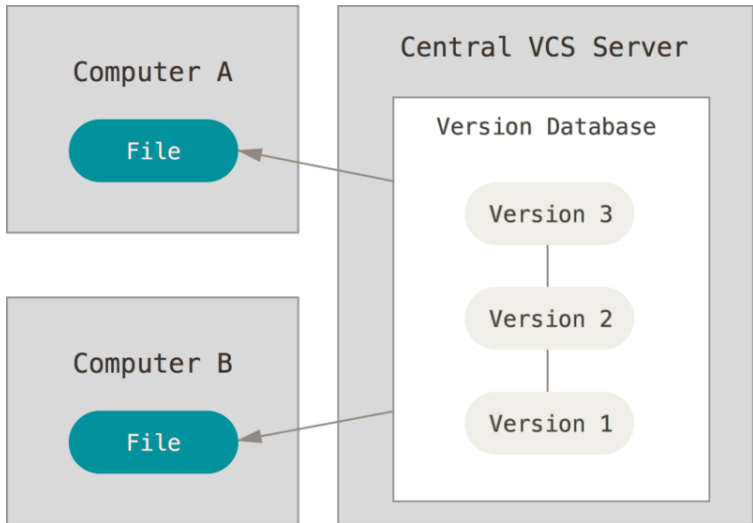 Computer A
File
Computer B
File
Central VCS Server
Version Database
Version 3
Version 2
Version 1